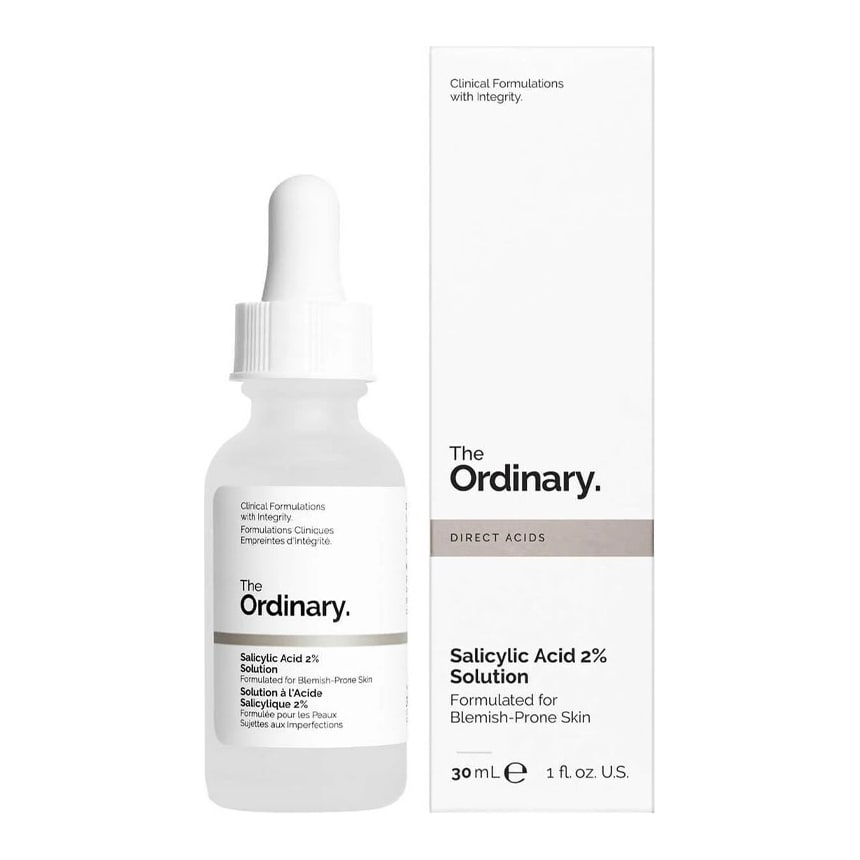 Clinical Formulations
with Integrity.
Formulations Cliniques
Empreintes d'Intégrité.
The
Ordinary.
Salicylic Acid 2%
Solution
Formulated for Blemish-Prone Skin
Solution à l'Acide
Salicylique 2%
Formulée pour les Peaux
Sujettes aux Imperfections
Clinical Formulations
with Integrity.
The
Ordinary.
DIRECT ACIDS
Salicylic Acid 2%
Solution
Formulated for
Blemish-Prone Skin
30 mL ℮ 1 fl. oz. U.S.